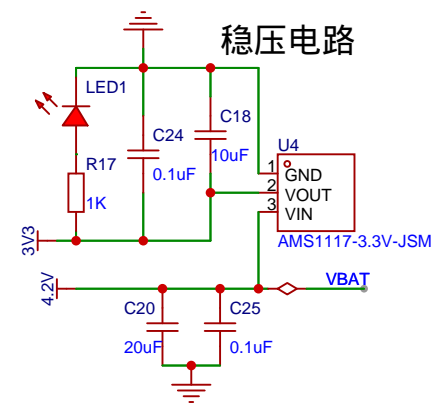 稳压电路
LED1
C24
0.1uF
C18
10uF
R17
1K
U4
1 GND
2 VOUT
3 VIN
AMS1117-3.3V-JSM
3V3
4.2V
VBAT
C20
20uF
C25
0.1uF